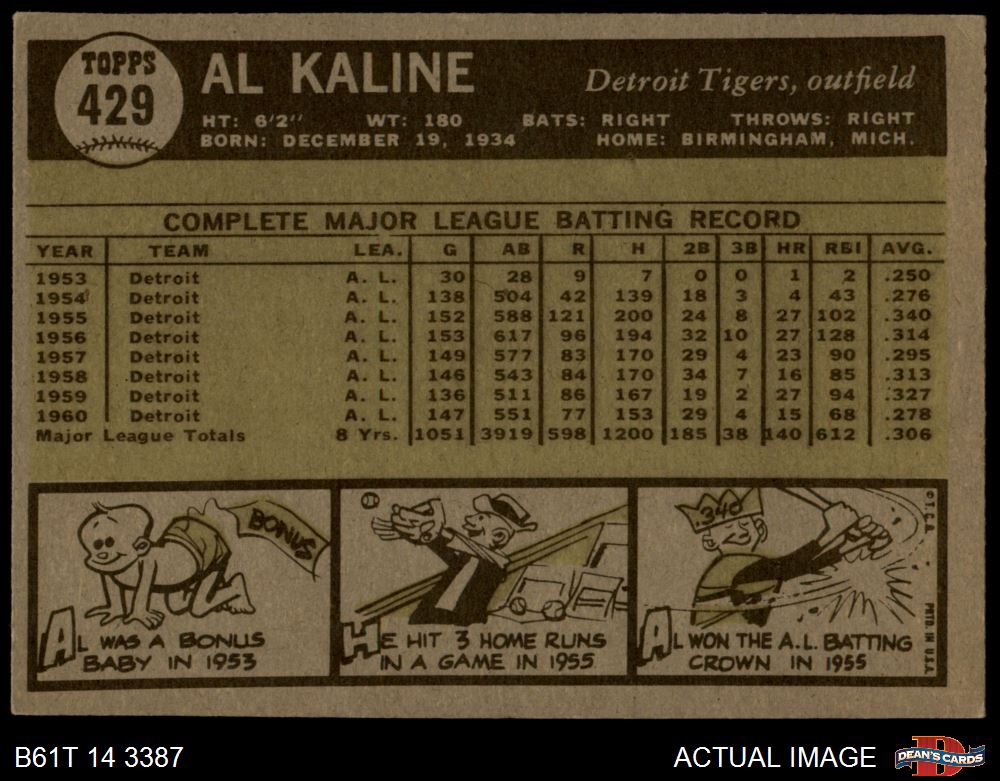 TOPPS
429
AL KALINE
Detroit Tigers, outfield
HT: 6'2" WT: 180 BATS: RIGHT THROWS: RIGHT
BORN: DECEMBER 19, 1934 HOME: BIRMINGHAM, MICH.
COMPLETE MAJOR LEAGUE BATTING RECORD
YEAR TEAM LEA. G AB R H 2B 3B HR RBI AVG.
1953 Detroit A. L. 30 28 9 7 0 0 1 2 .250
1954 Detroit A. L. 138 504 42 139 18 3 4 43 .276
1955 Detroit A. L. 152 588 121 200 24 8 27 102 .340
1956 Detroit A. L. 153 617 96 194 32 10 27 128 .314
1957 Detroit A. L. 149 577 83 170 29 4 23 90 .295
1958 Detroit A. L. 146 543 84 170 34 7 16 85 .313
1959 Detroit A. L. 136 511 86 167 19 2 27 94 .327
1960 Detroit A. L. 147 551 77 153 29 4 15 68 .278
Major League Totals 8 Yrs. 1051 3919 598 1200 185 38 140 612 .306
BONUS
AL WAS A BONUS
BABY IN 1953
HE HIT 3 HOME RUNS
IN A GAME IN 1955
.340
AL WON THE A.L. BATTING
CROWN IN 1955
© T.C.G.
PRTD IN U.S.A.
B61T 14 3387
ACTUAL IMAGE
D
DEAN'S CARDS